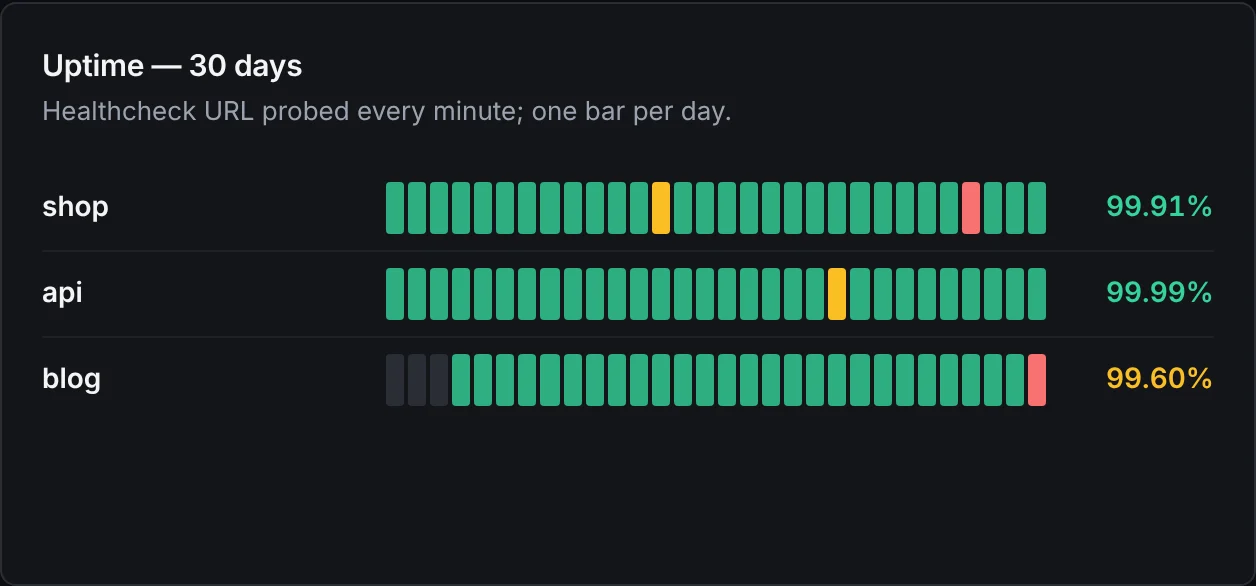 Uptime — 30 days
Healthcheck URL probed every minute; one bar per day.
shop 99.91%
api 99.99%
blog 99.60%